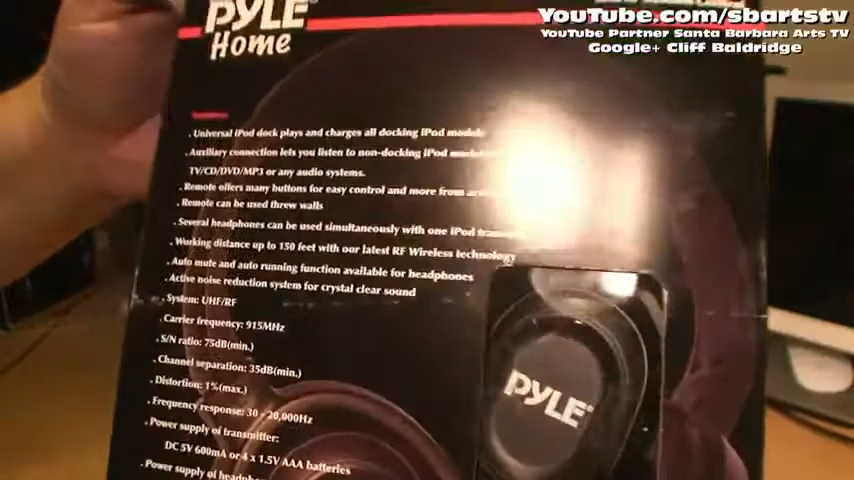 PYLE®
Home
YouTube.com/sbartstv
YouTube Partner Santa Barbara Arts TV
Google+ Cliff Baldridge
. Universal iPod dock plays and charges all docking iPod models
. Auxiliary connection lets you listen to non-docking iPod
TV/CD/DVD/MP3 or any audio systems.
. Remote offers many buttons for easy control and more from
. Remote can be used threw walls
. Several headphones can be used simultaneously with one iPod
. Working distance up to 150 feet with our latest RF Wireless technology
. Auto mute and auto running function available for headphones
. Active noise reduction system for crystal clear sound
. System: UHF/RF
. Carrier frequency: 915MHz
. S/N ratio: 75dB(min.)
. Channel separation: 35dB(min.)
. Distortion: 1%(max.)
. Frequency response: 30 - 20,000Hz
. Power supply of transmitter:
DC 5V 600mA or 4 x 1.5V AAA batteries
. Power supply of
PYLE®